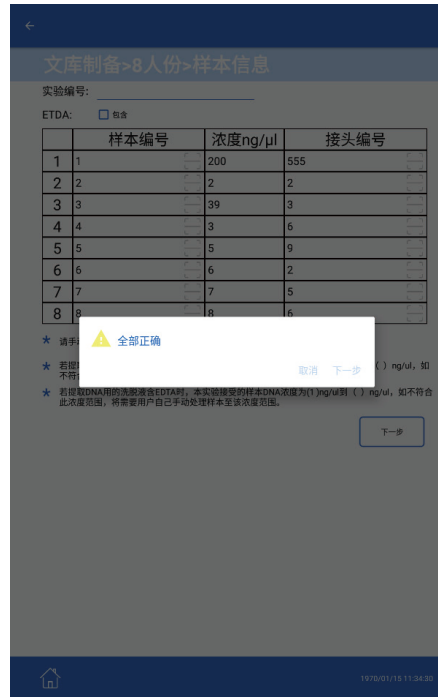 文库制备>8人份>样本信息
实验编号:
ETDA: 包含
样本编号 浓度ng/µl 接头编号
1 1 200 555
2 2 2 2
3 3 39 3
4 4 3 6
5 5 5 9
6 6 6 2
7 7 7 5
8 8 8 6
* 请手
全部正确
* 若提 ( ) ng/ul，如
不符
取消 下一步
* 若提取DNA用的洗脱液含EDTA时，本实验接受的样本DNA浓度为(1 )ng/ul到 ( ) ng/ul，如不符合
此浓度范围，将需要用户自己手动处理样本至该浓度范围。
下一步
1970/01/15 11:34:30